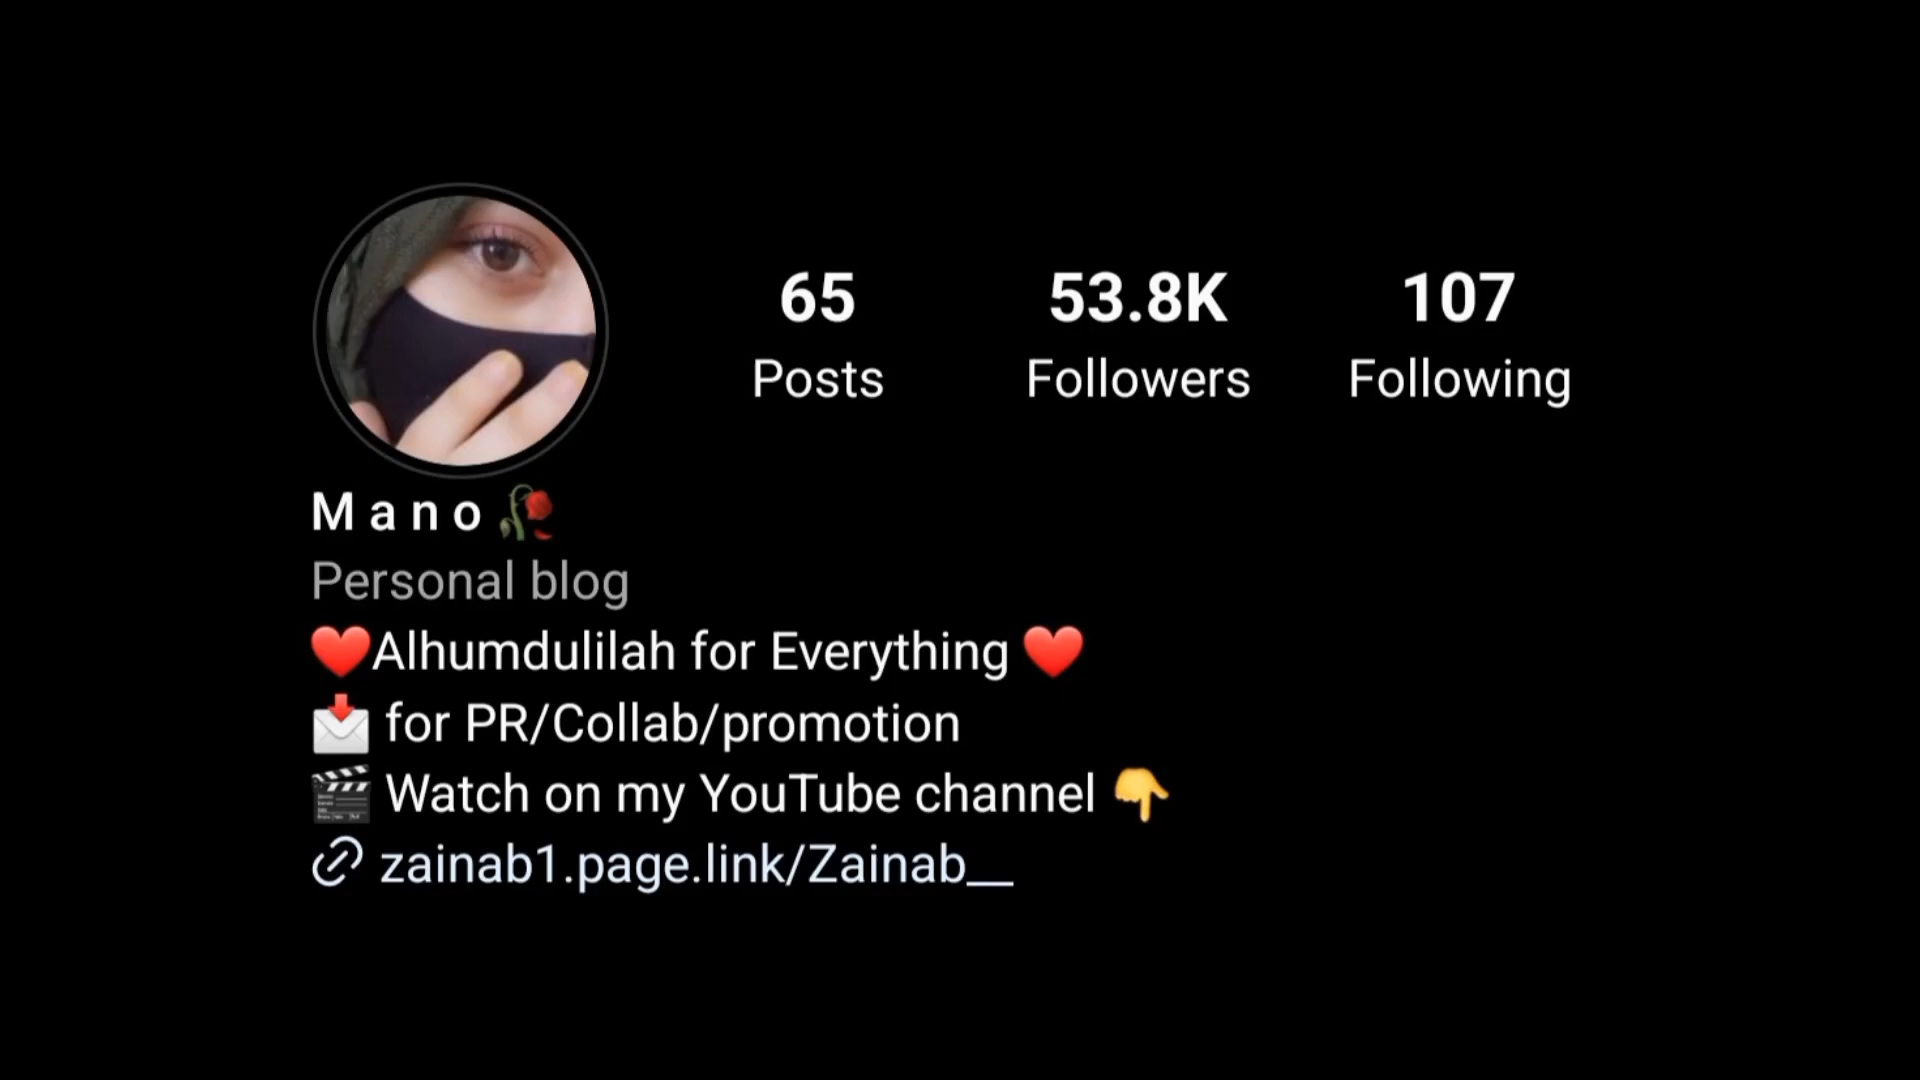 65 53.8K 107
Posts Followers Following
M a n o 🥀
Personal blog
❤️Alhumdulilah for Everything ❤️
📩 for PR/Collab/promotion
🎬 Watch on my YouTube channel 👇
zainab1.page.link/Zainab__